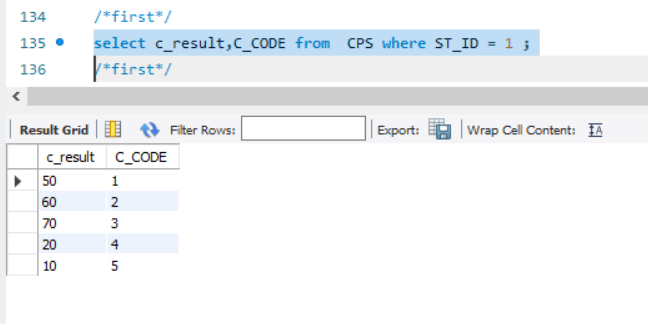 134 /*first*/
135 select c_result,C_CODE from  CPS where ST_ID = 1 ;
136 /*first*/
Result Grid Filter Rows: Export: Wrap Cell Content: IA
c_result C_CODE
50 1
60 2
70 3
20 4
10 5